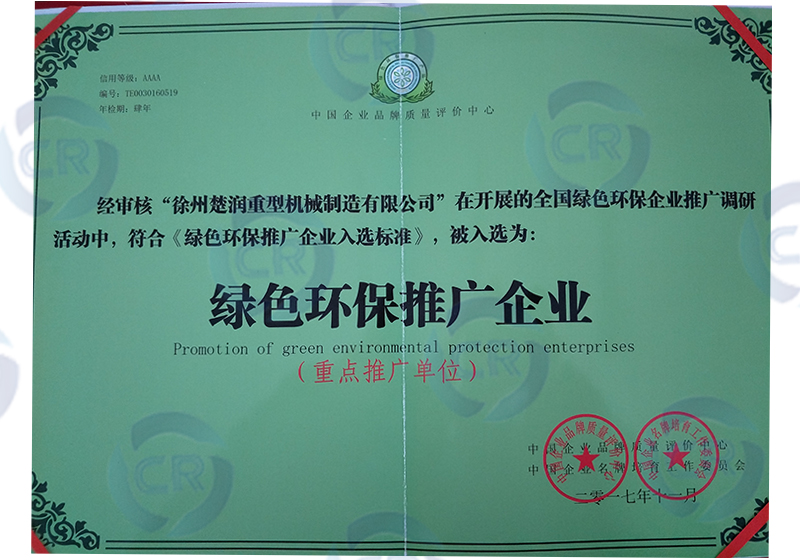 信用等级：AAAA
编号：TE0030160519
年检期：肆年
中国企业品牌质量评价中心
经审核“徐州楚润重型机械制造有限公司”在开展的全国绿色环保企业推广调研
活动中，符合《绿色环保推广企业入选标准》，被入选为：
绿色环保推广企业
Promotion of green environmental protection enterprises
（重点推广单位）
中国企业品牌质量评价中心
中国企业名牌培育工作委员会
二零一七年十一月
CR